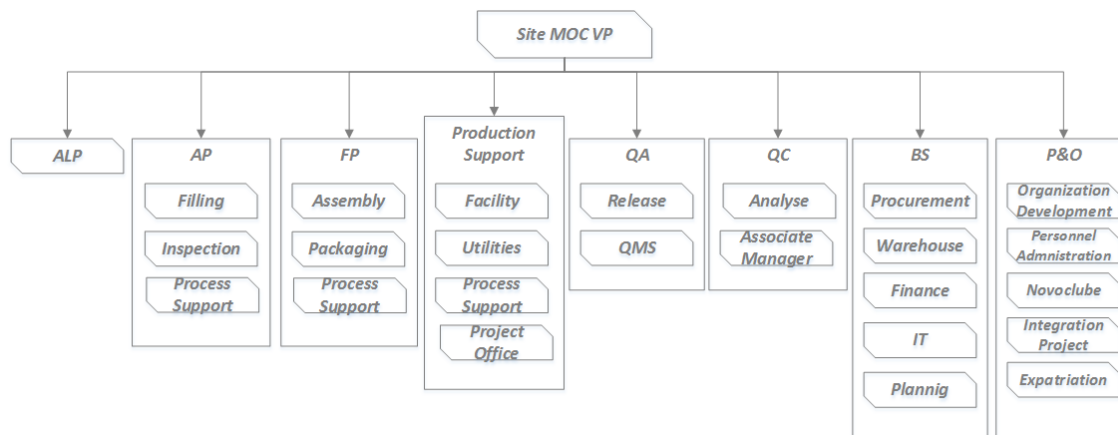 Site MOC VP
ALP
AP
Filling
Inspection
Process
Support
FP
Assembly
Packaging
Process
Support
Production
Support
Facility
Utilities
Process
Support
Project
Office
QA
Release
QMS
QC
Analyse
Associate
Manager
BS
Procurement
Warehouse
Finance
IT
Plannig
P&O
Organization
Development
Personnel
Admnistration
Novoclube
Integration
Project
Expatriation